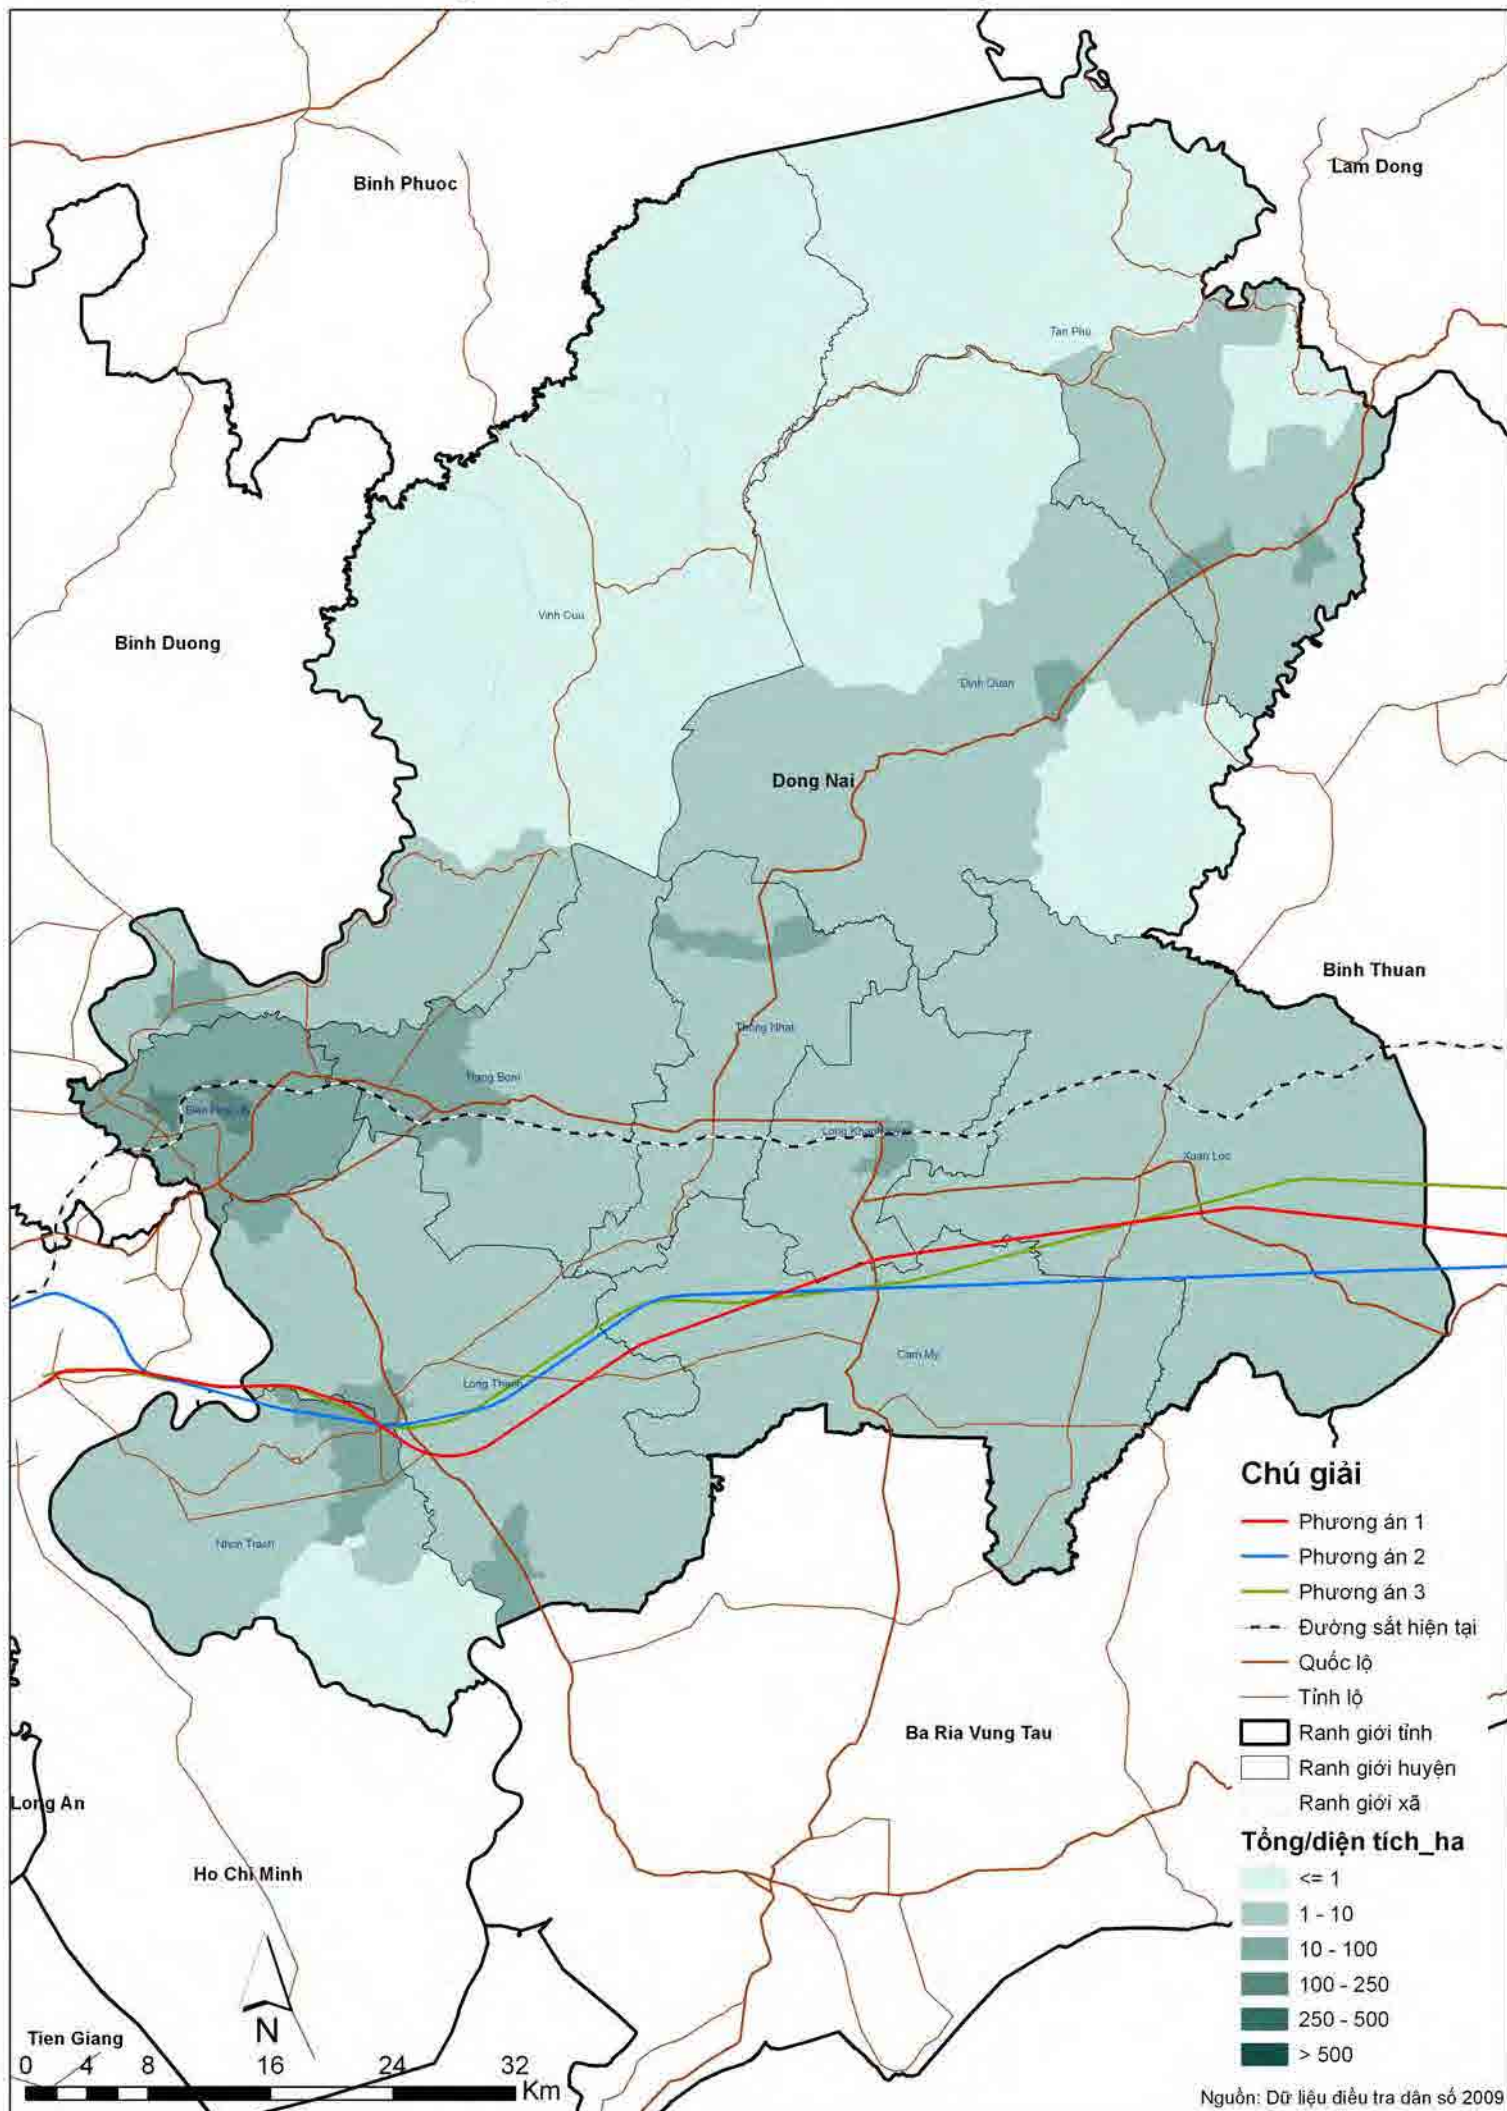 Binh Phuoc
Lam Dong
Tan Phu
Vinh Cuu
Binh Duong
Dinh Quan
Dong Nai
Binh Thuan
Thong Nhat
Trang Bom
Bien Hoa
Long Khanh
Xuan Loc
Cam My
Long Thanh
Nhon Trach
Ba Ria Vung Tau
Long An
Ho Chi Minh
Tien Giang
N
0 4 8 16 24 32
Km
Chú giải
Phương án 1
Phương án 2
Phương án 3
Đường sắt hiện tại
Quốc lộ
Tỉnh lộ
Ranh giới tỉnh
Ranh giới huyện
Ranh giới xã
Tổng/diện tích_ha
<= 1
1 - 10
10 - 100
100 - 250
250 - 500
> 500
Nguồn: Dữ liệu điều tra dân số 2009